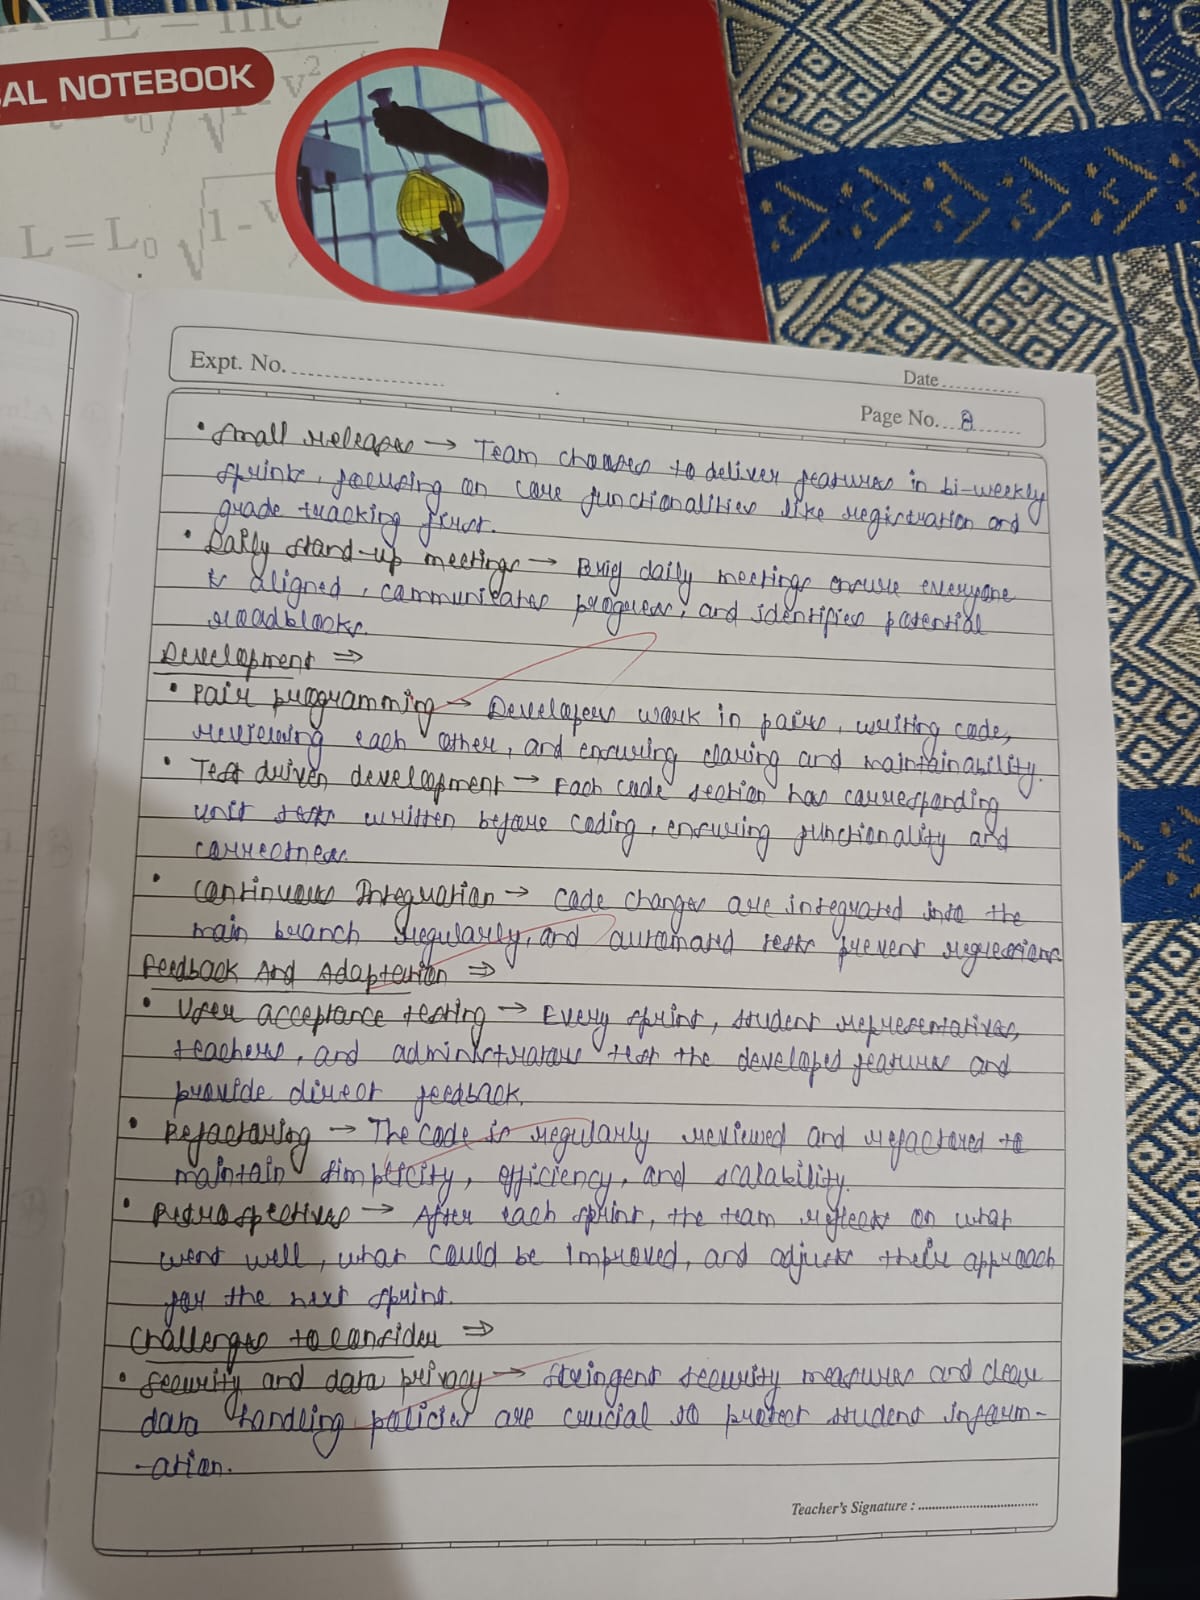 E = mc
AL NOTEBOOK
L = L₀ √1 - v
Expt. No.
Date
Page No. 2
• Small releases → Team chooses to deliver features in bi-weekly
sprints, focusing on core functionalities like registration and
grade tracking first.
• Daily stand-up meetings → Brig daily meetings ensure everyone
is aligned, communicates progress, and identifies potential
roadblocks.
Development ⇒
• Pair programming → Developers work in pairs, writing code,
reviewing each other, and ensuring claring and maintainability.
• Test driven development → Each code section has corresponding
unit tests written before coding, ensuring functionality and
correctness.
• Continuous Integration → Code changes are integrated into the
main branch regularly, and automated tests prevent regressions
Feedback And Adaptation ⇒
• User acceptance testing → Every sprint, student representatives,
teachers, and administrators test the developed features and
provide direct feedback.
• Refactoring → The code is regularly reviewed and refactored to
maintain simplicity, efficiency, and scalability.
• Retrospectives → After each sprint, the team reflects on what
went well, what could be improved, and adjusts their approach
for the next sprint.
Challenges to consider ⇒
• Security and data privacy → Stringent security measures and clear
data handling policies are crucial to protect student inform-
-ation.
Teacher's Signature :